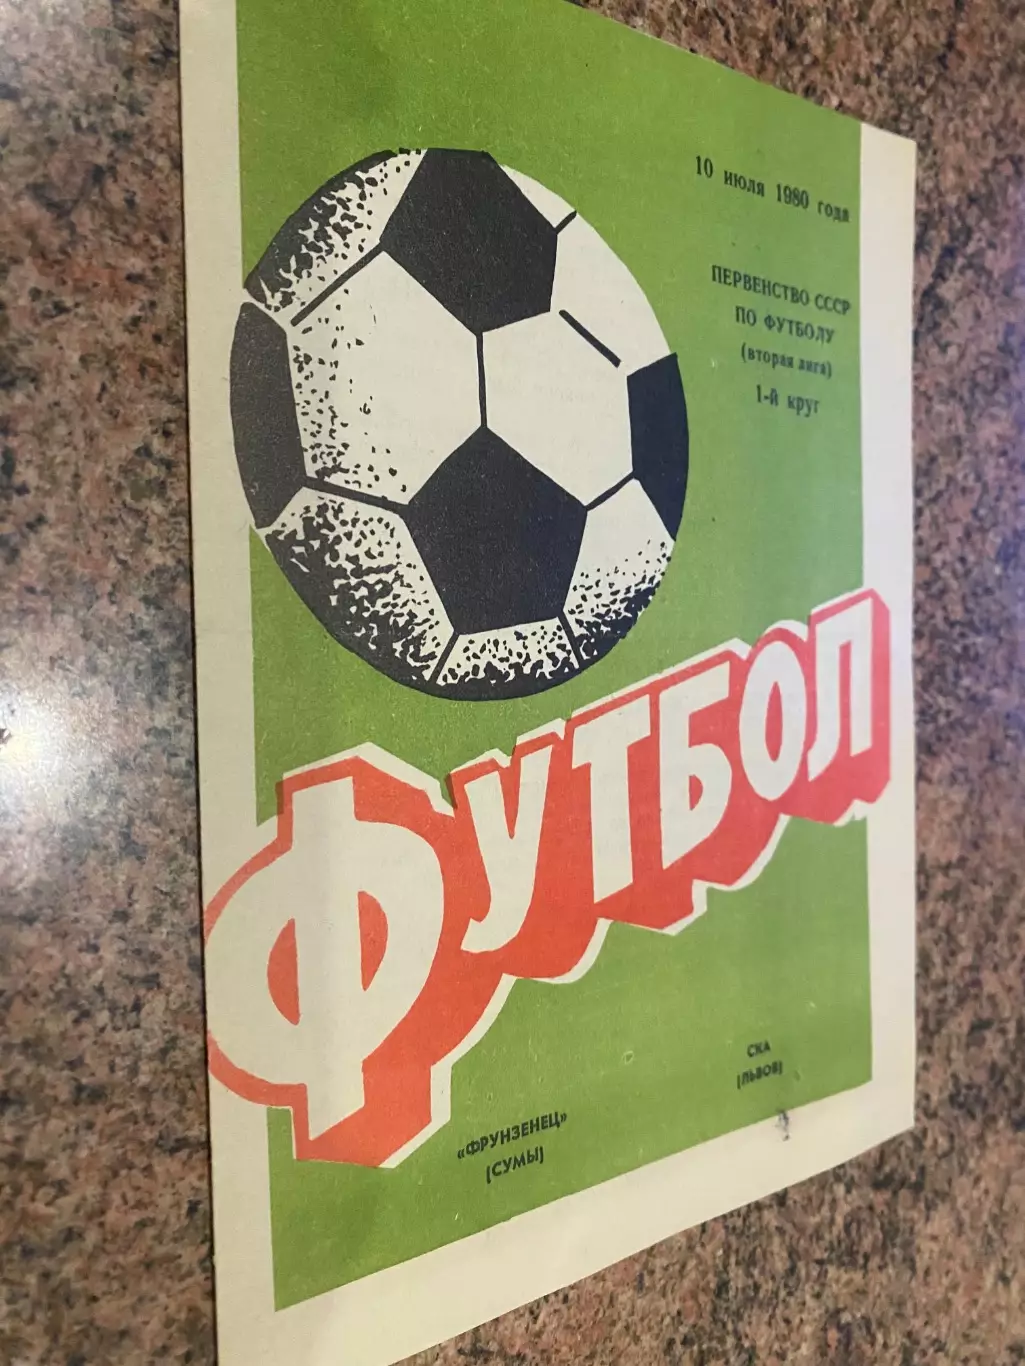 10 июля 1980 года
ПЕРВЕНСТВО СССР
ПО ФУТБОЛУ
(вторая лига)
1-й круг
ФУТБОЛ
«ФРУНЗЕНЕЦ»
(СУМЫ)
СКА
(ЛЬВОВ)